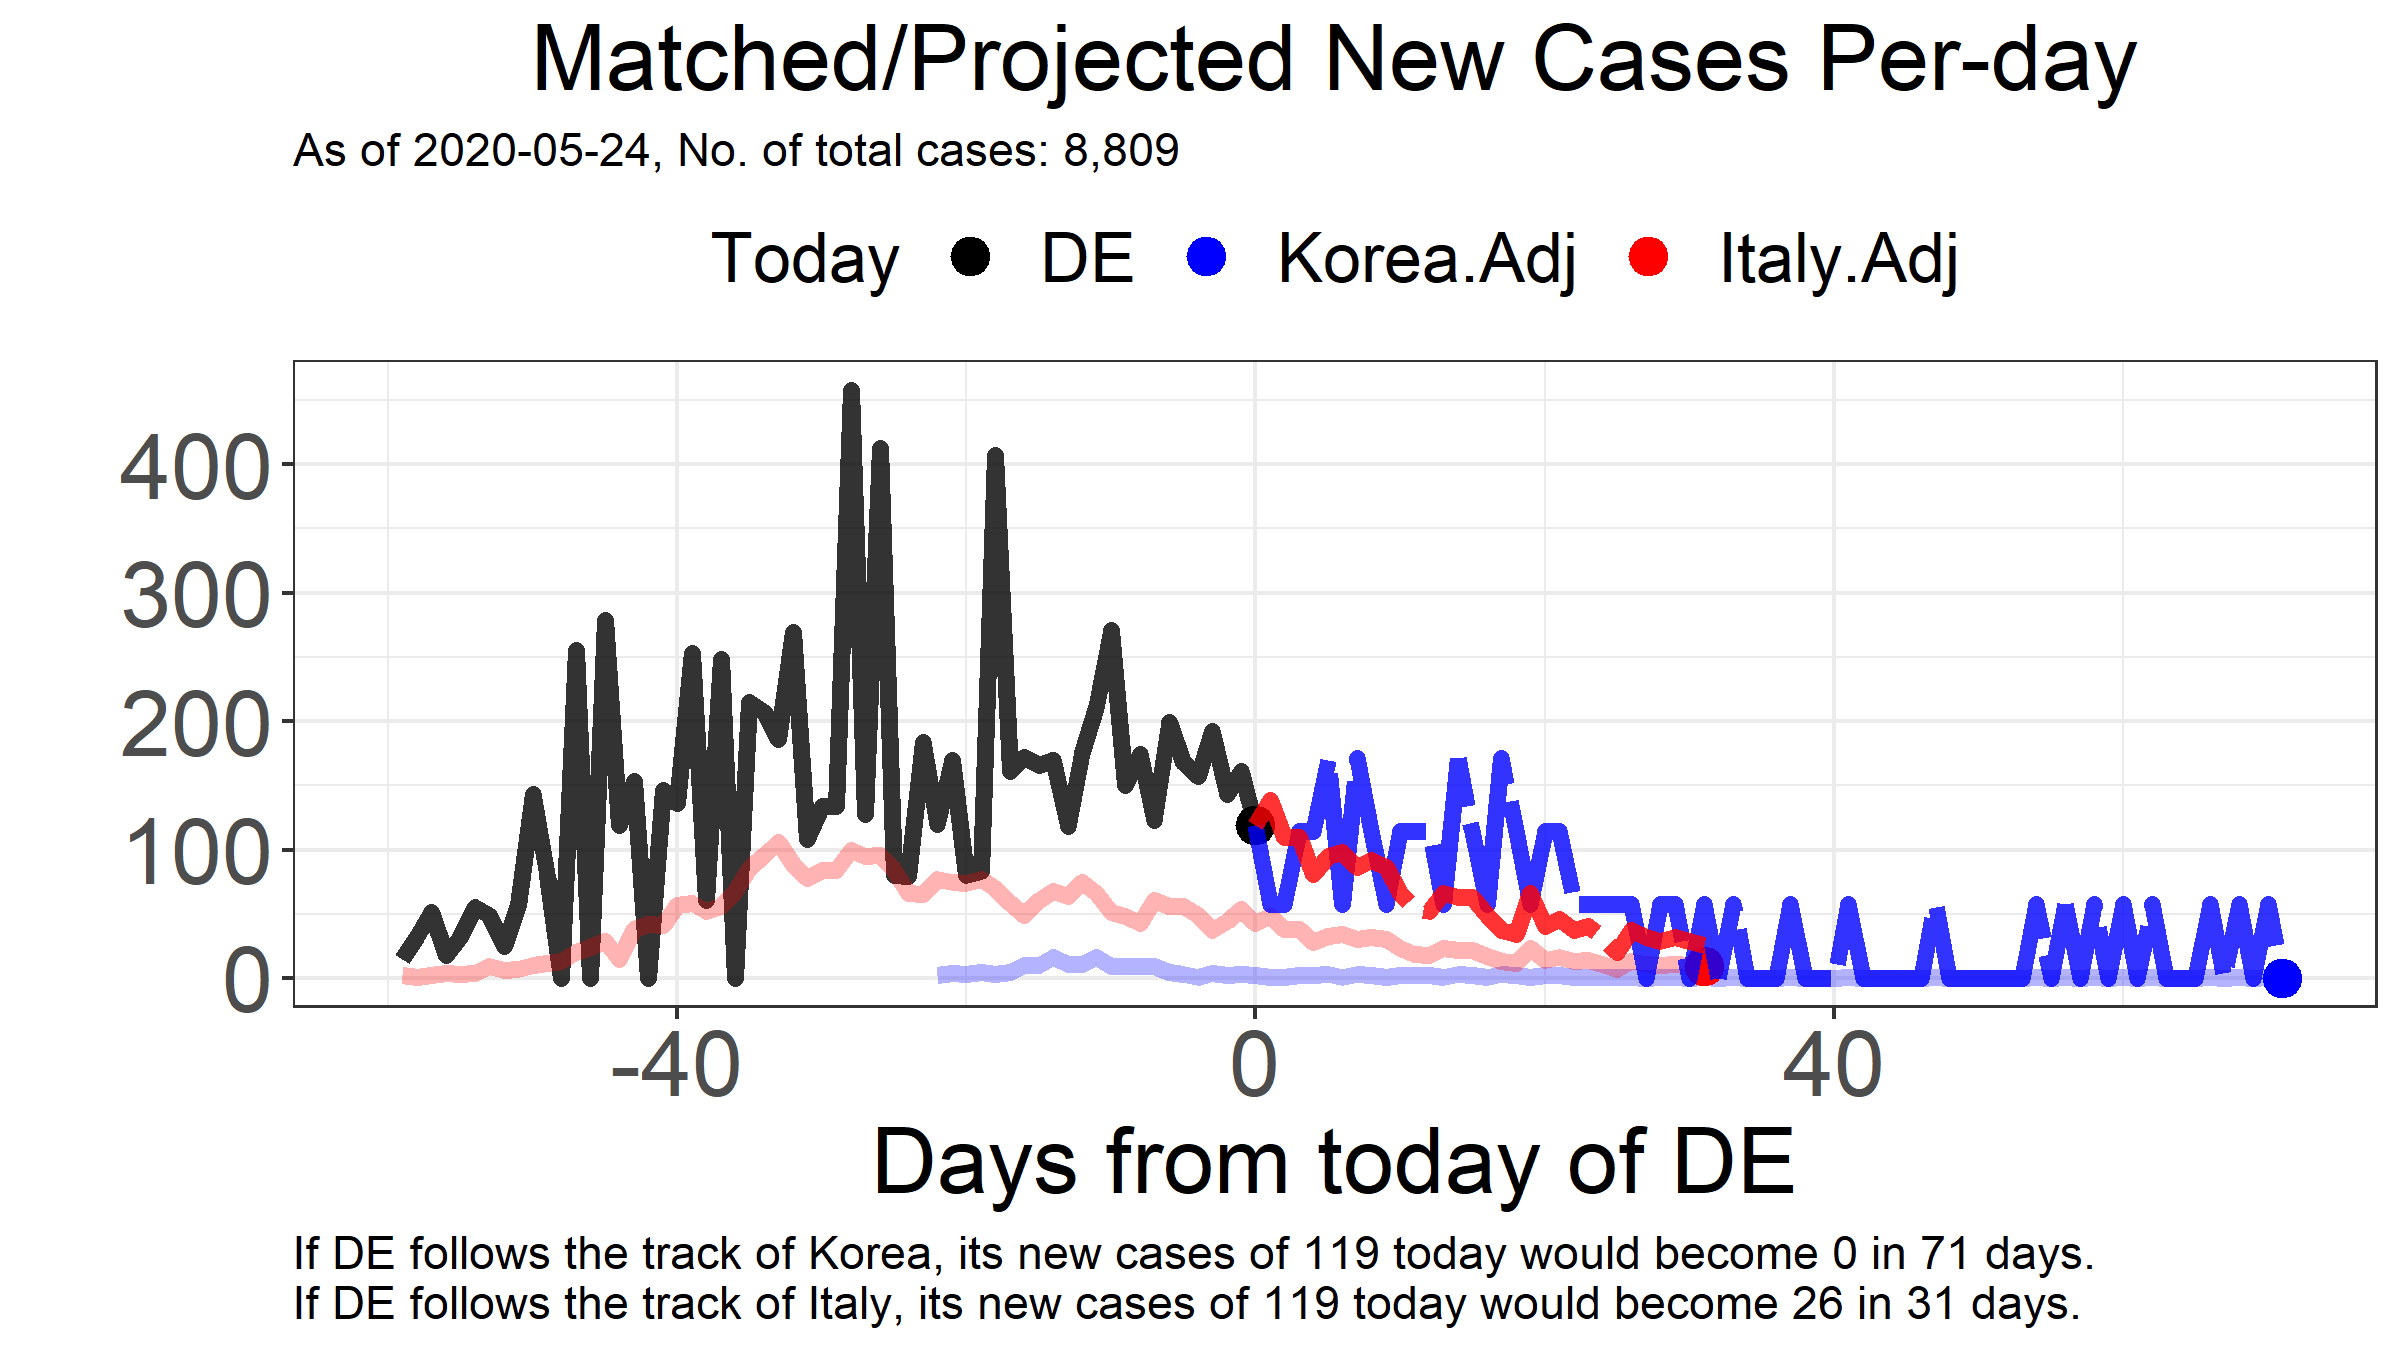 Matched/Projected New Cases Per-day
As of 2020-05-24, No. of total cases: 8,809
Today DE Korea.Adj Italy.Adj
400
300
200
100
0
-40 0 40
Days from today of DE
If DE follows the track of Korea, its new cases of 119 today would become 0 in 71 days.
If DE follows the track of Italy, its new cases of 119 today would become 26 in 31 days.